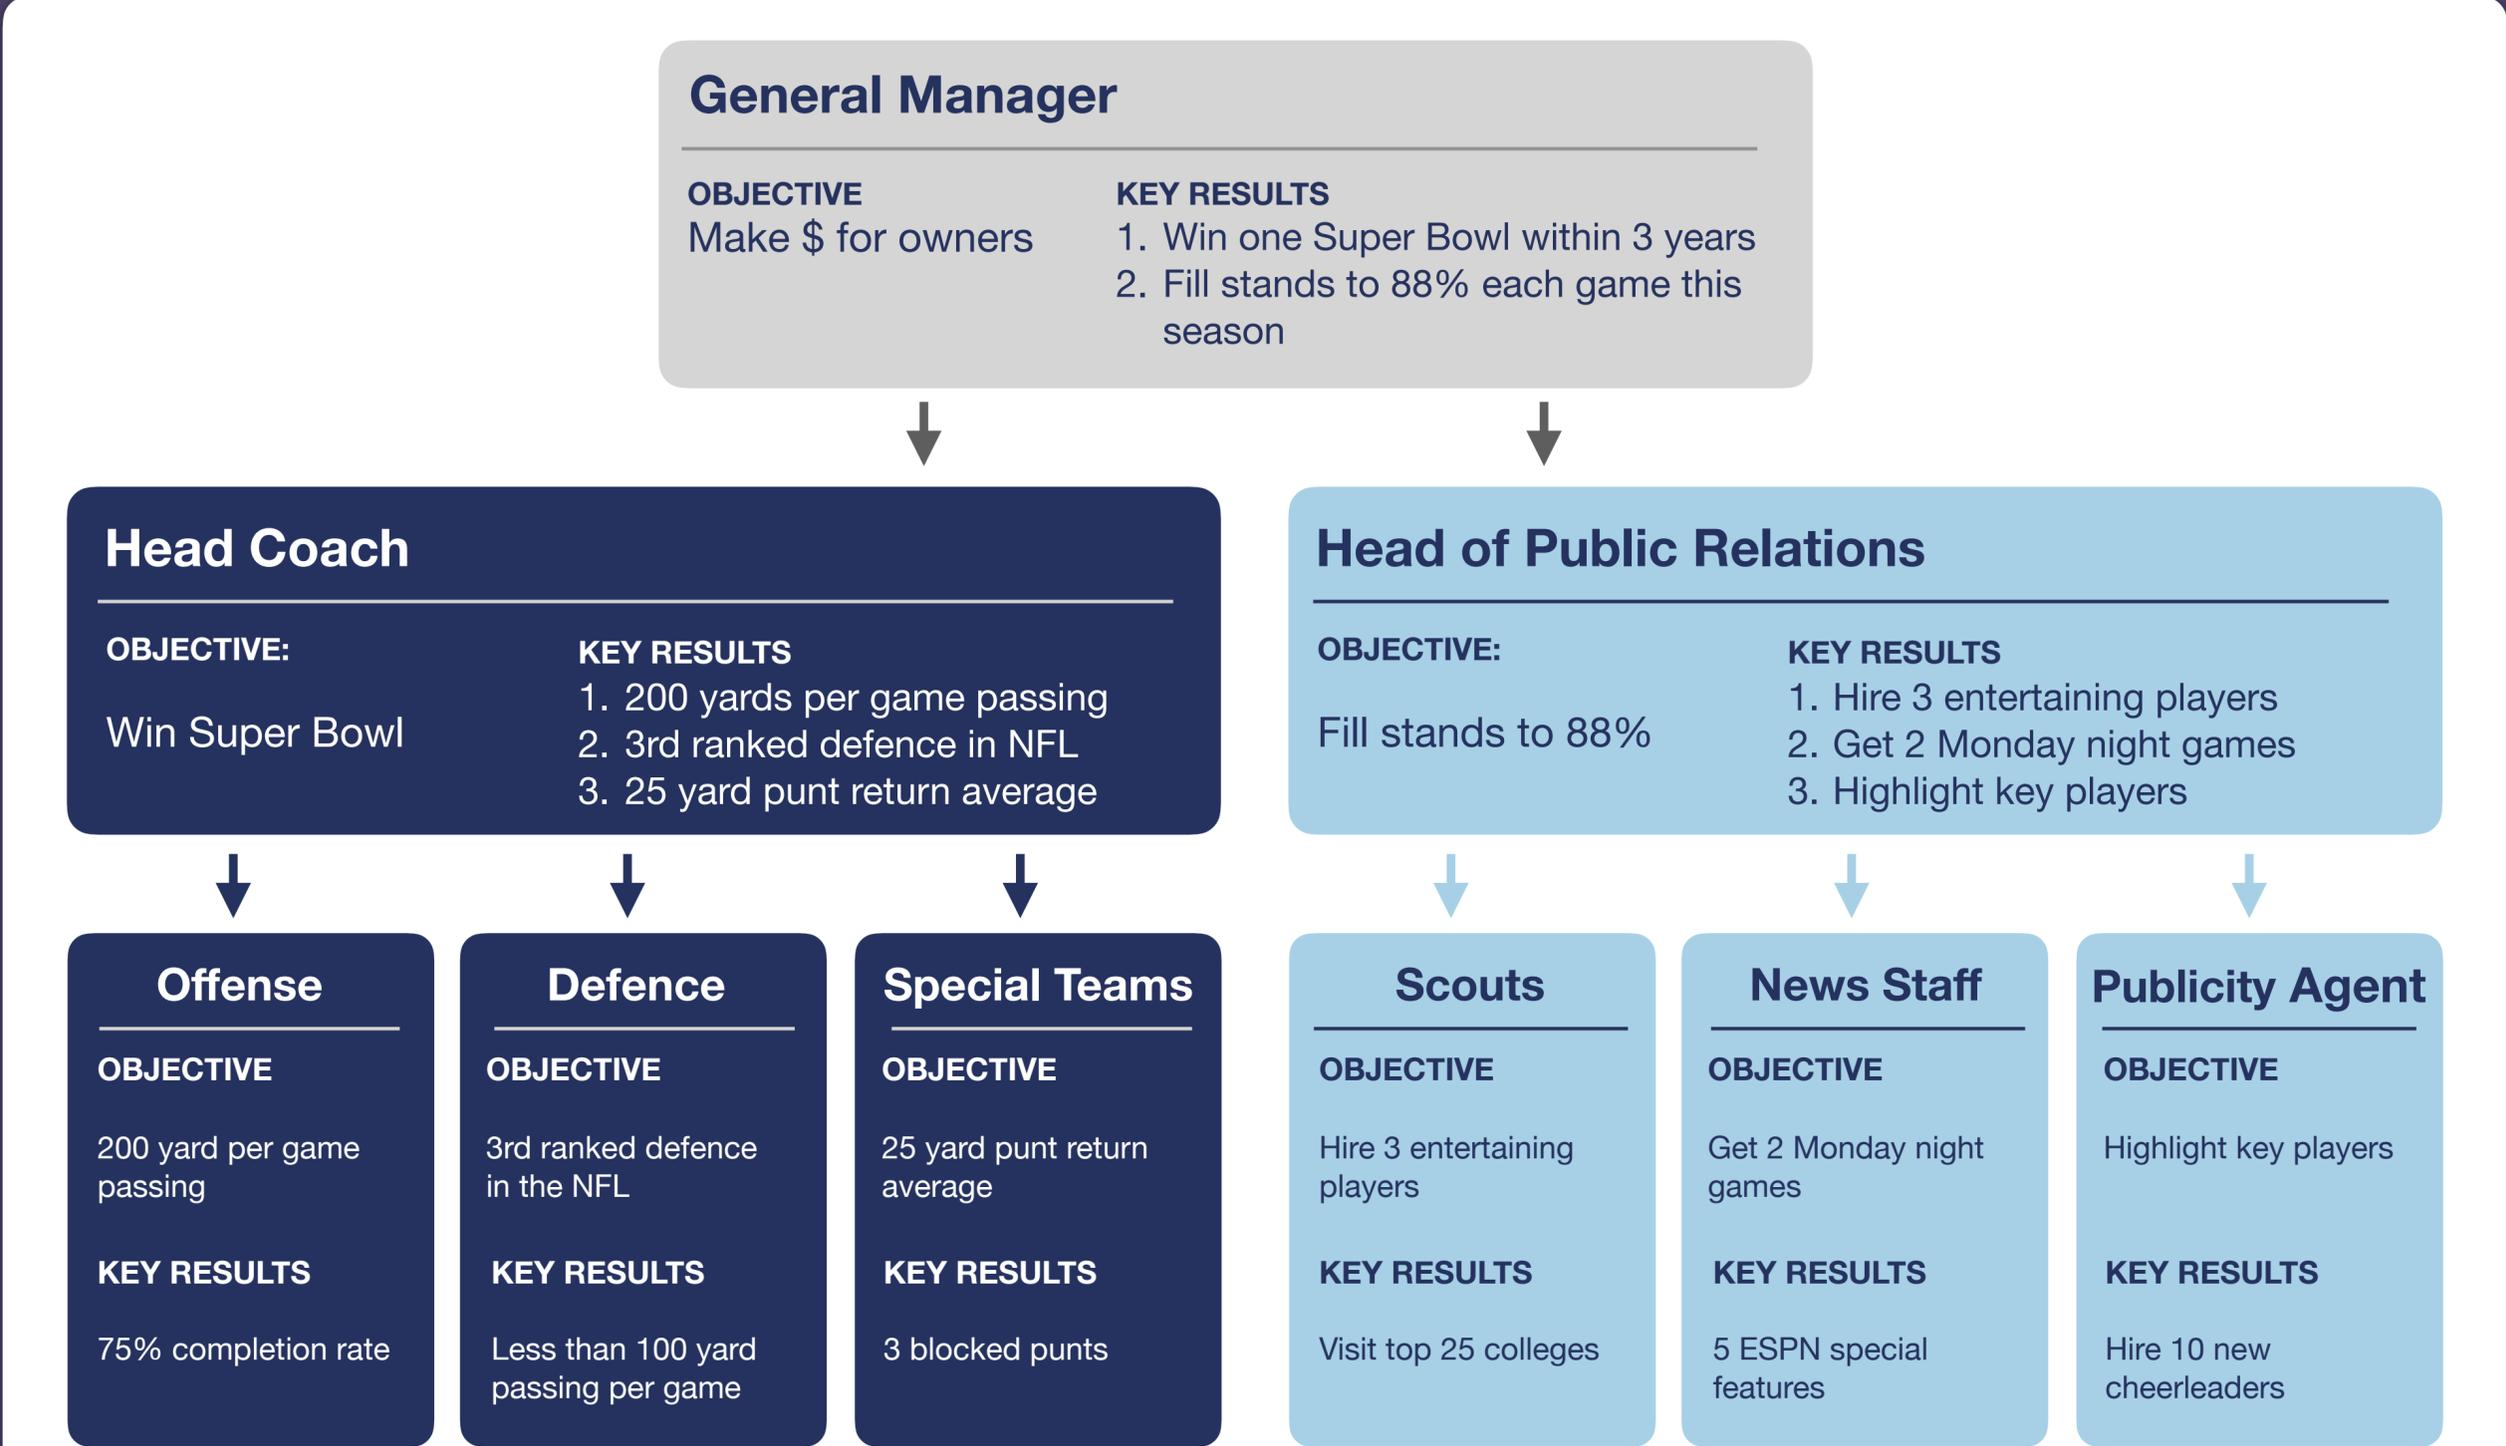 General Manager
OBJECTIVE
Make $ for owners
KEY RESULTS
1. Win one Super Bowl within 3 years
2. Fill stands to 88% each game this
season
Head Coach
OBJECTIVE:
Win Super Bowl
KEY RESULTS
1. 200 yards per game passing
2. 3rd ranked defence in NFL
3. 25 yard punt return average
Head of Public Relations
OBJECTIVE:
Fill stands to 88%
KEY RESULTS
1. Hire 3 entertaining players
2. Get 2 Monday night games
3. Highlight key players
Offense
OBJECTIVE
200 yard per game
passing
KEY RESULTS
75% completion rate
Defence
OBJECTIVE
3rd ranked defence
in the NFL
KEY RESULTS
Less than 100 yard
passing per game
Special Teams
OBJECTIVE
25 yard punt return
average
KEY RESULTS
3 blocked punts
Scouts
OBJECTIVE
Hire 3 entertaining
players
KEY RESULTS
Visit top 25 colleges
News Staff
OBJECTIVE
Get 2 Monday night
games
KEY RESULTS
5 ESPN special
features
Publicity Agent
OBJECTIVE
Highlight key players
KEY RESULTS
Hire 10 new
cheerleaders